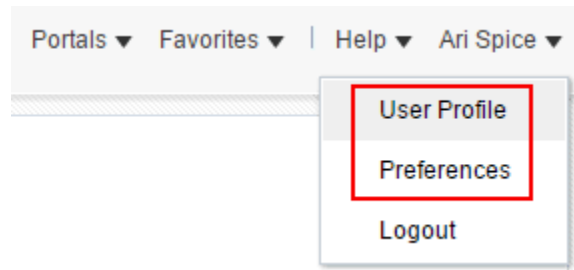 Portals ▼ Favorites ▼ | Help ▼ Ari Spice ▼
User Profile
Preferences
Logout